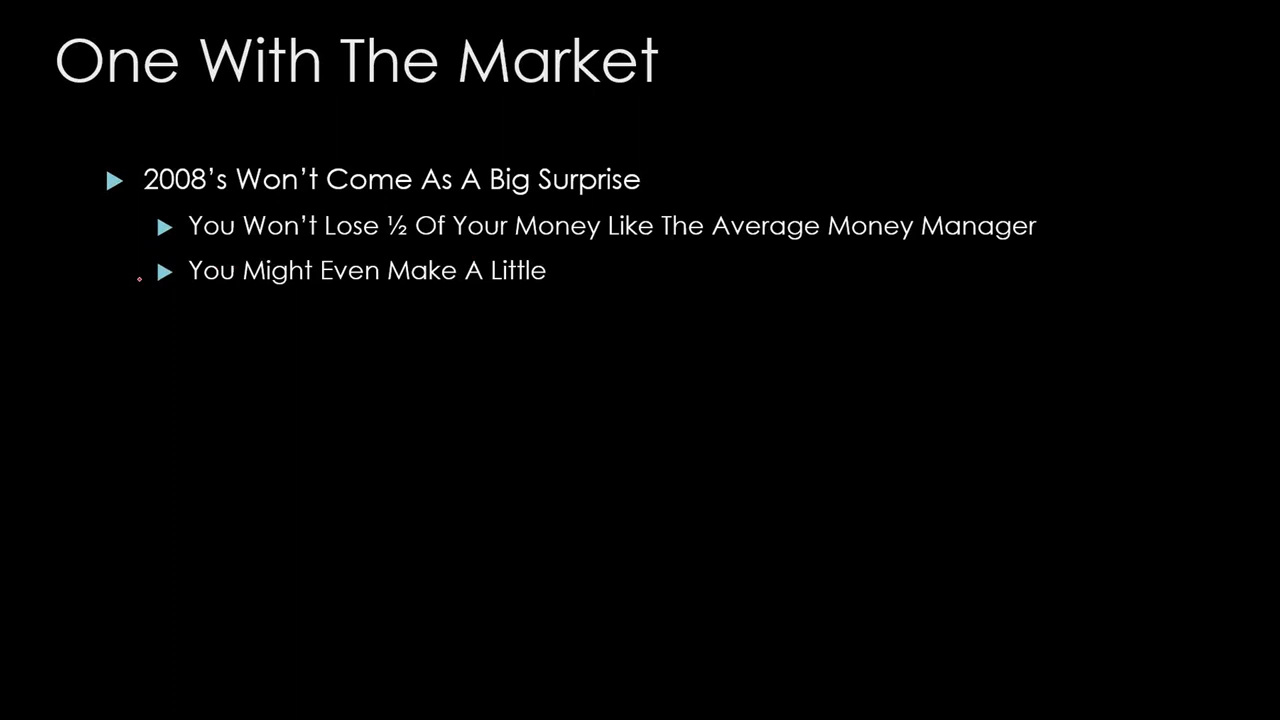 One With The Market
2008’s Won’t Come As A Big Surprise
You Won’t Lose ½ Of Your Money Like The Average Money Manager
You Might Even Make A Little